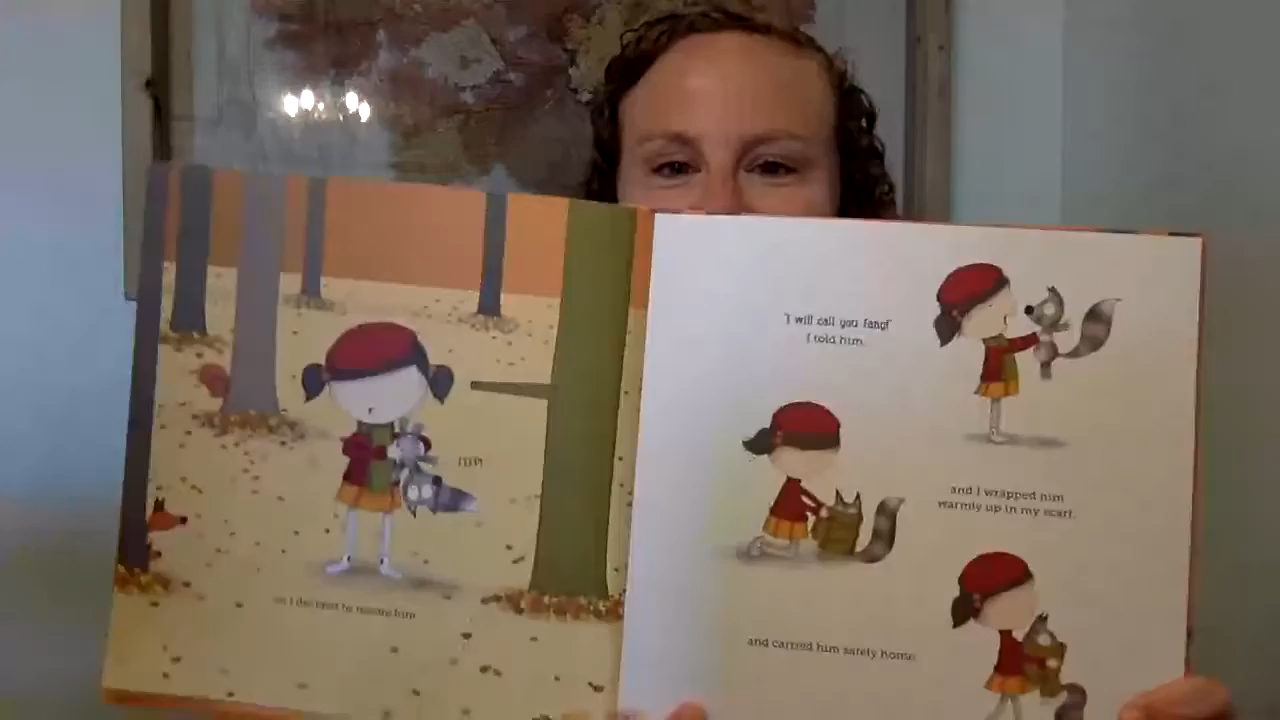 "I will call you Fang!"
I told him.
and I wrapped him
warmly up in my scarf.
and carried him safely home.